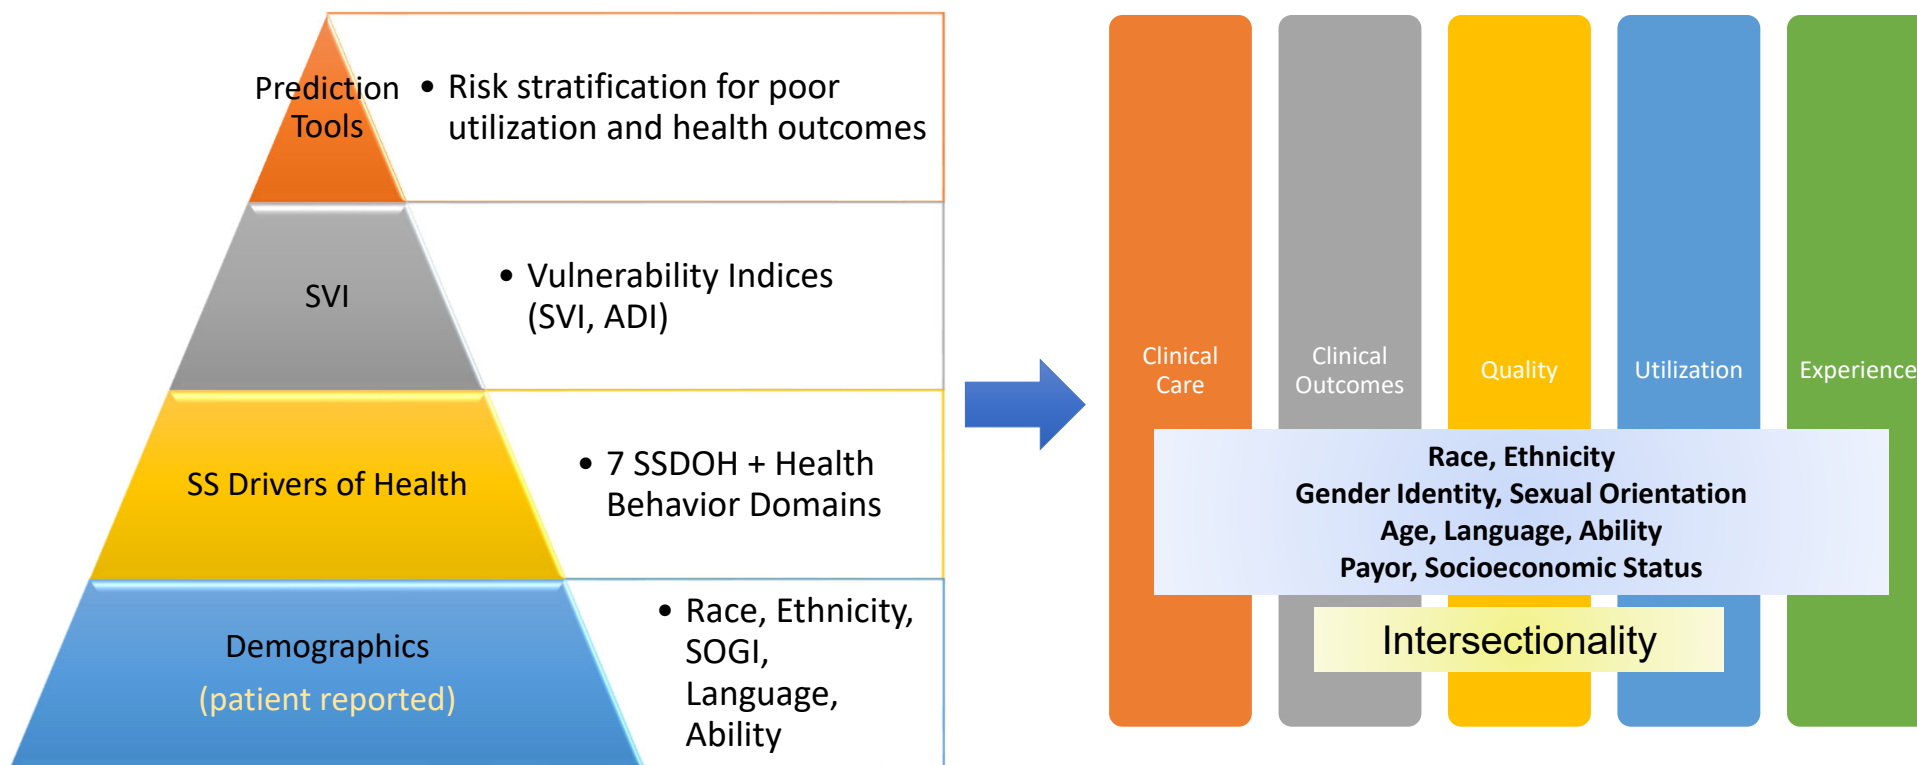 Prediction
Tools
• Risk stratification for poor
utilization and health outcomes
SVI
• Vulnerability Indices
(SVI, ADI)
SS Drivers of Health
• 7 SSDOH + Health
Behavior Domains
Demographics
(patient reported)
• Race, Ethnicity,
SOGI,
Language,
Ability
Clinical
Care
Clinical
Outcomes
Quality
Utilization
Experience
Race, Ethnicity
Gender Identity, Sexual Orientation
Age, Language, Ability
Payor, Socioeconomic Status
Intersectionality